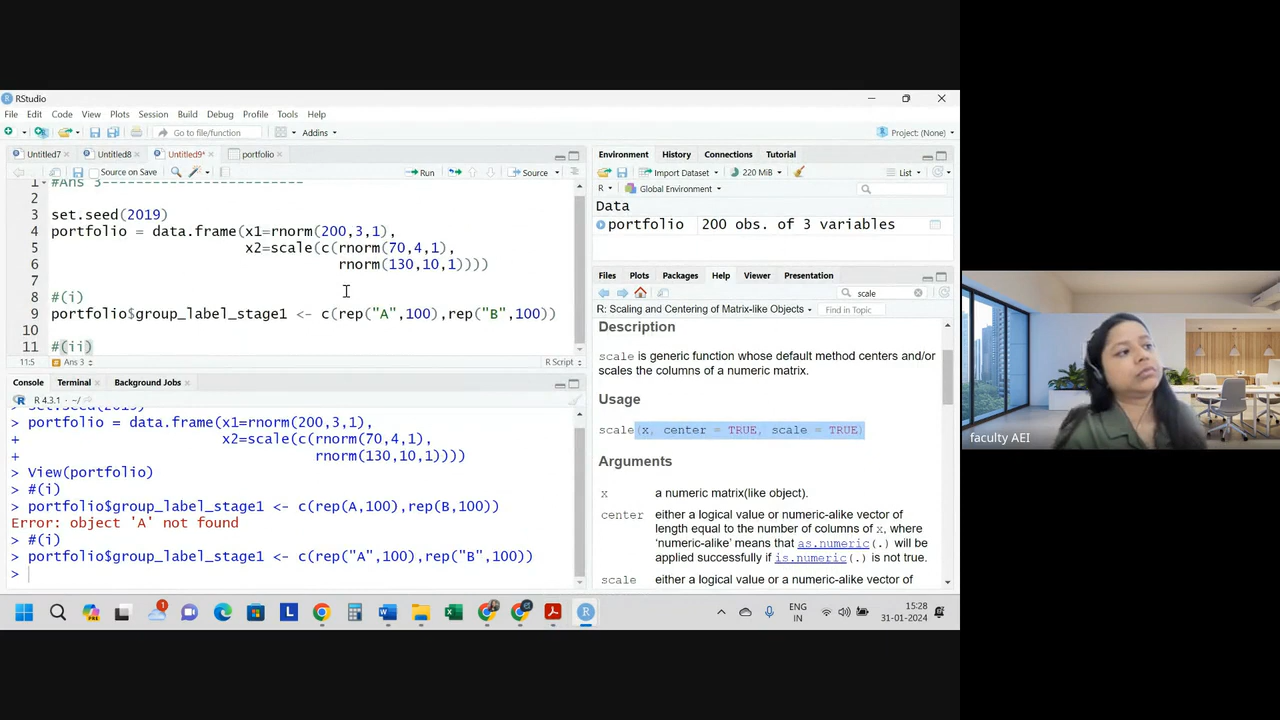 RStudio
File Edit Code View Plots Session Build Debug Profile Tools Help
Go to file/function Addins Project: (None)
Untitled7 Untitled8 Untitled9* portfolio
Source on Save Run Source
1 #Ans 3-----------------------
2
3 set.seed(2019)
4 portfolio = data.frame(x1=rnorm(200,3,1),
5 x2=scale(c(rnorm(70,4,1),
6 rnorm(130,10,1))))
7
8 #(i)
9 portfolio$group_label_stage1 <- c(rep("A",100),rep("B",100))
10
11 #(ii)
11:5 Ans 3 R Script
Console Terminal Background Jobs
R 4.3.1 · ~/
> set.seed(2019)
> portfolio = data.frame(x1=rnorm(200,3,1),
+ x2=scale(c(rnorm(70,4,1),
+ rnorm(130,10,1))))
> View(portfolio)
> #(i)
> portfolio$group_label_stage1 <- c(rep(A,100),rep(B,100))
Error: object 'A' not found
> #(i)
> portfolio$group_label_stage1 <- c(rep("A",100),rep("B",100))
>
Environment History Connections Tutorial
Import Dataset 220 MiB List
R Global Environment
Data
portfolio 200 obs. of 3 variables
Files Plots Packages Help Viewer Presentation
scale
R: Scaling and Centering of Matrix-like Objects Find in Topic
Description
scale is generic function whose default method centers and/or
scales the columns of a numeric matrix.
Usage
scale(x, center = TRUE, scale = TRUE)
Arguments
x a numeric matrix(like object).
center either a logical value or numeric-alike vector of
length equal to the number of columns of x, where
‘numeric-alike’ means that as.numeric(.) will be
applied successfully if is.numeric(.) is not true.
scale either a logical value or a numeric-alike vector of
faculty AEI
1
PRE
L
ENG
IN
15:28
31-01-2024